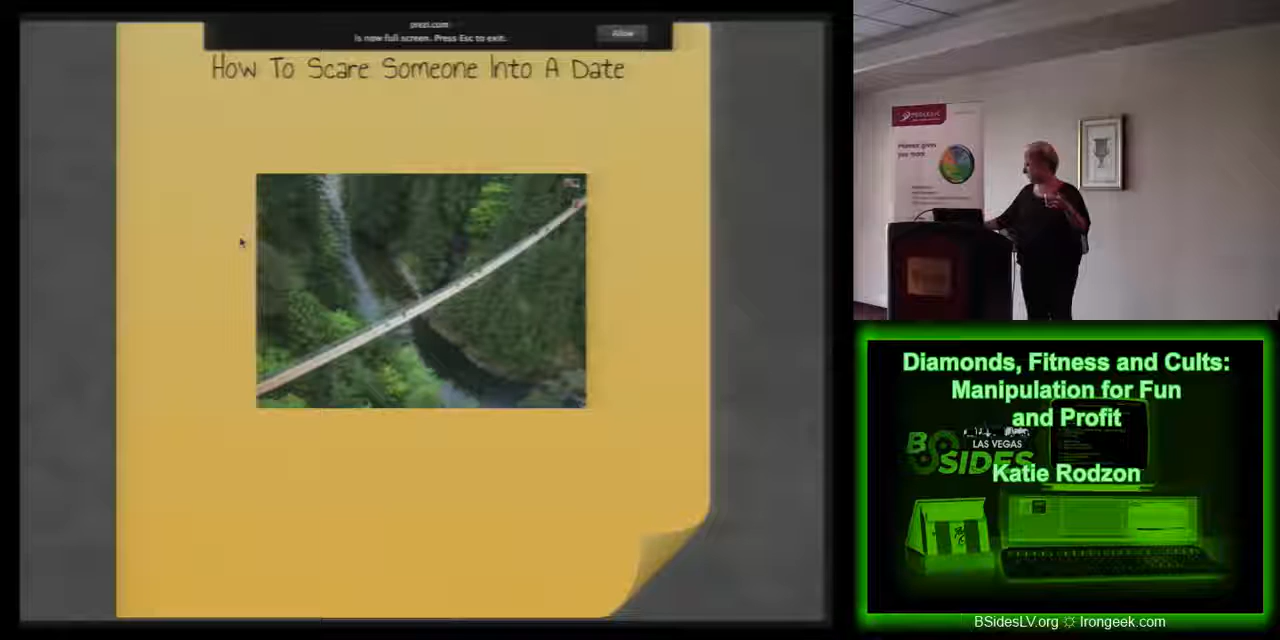 prezi.com
is now full screen. Press Esc to exit.
Allow
How To Scare Someone Into A Date
Diamonds, Fitness and Cults:
Manipulation for Fun
and Profit
LAS VEGAS
BSIDES
Katie Rodzon
BSidesLV.org ☼ Irongeek.com